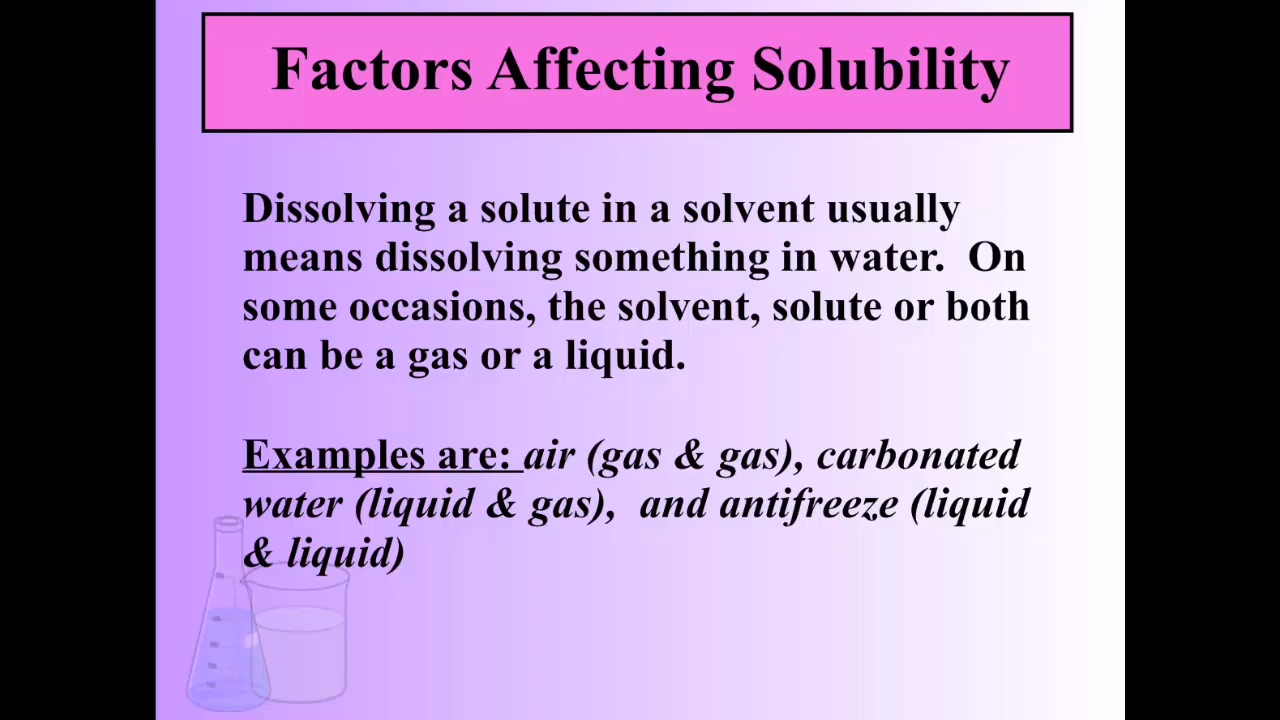 Factors Affecting Solubility
Dissolving a solute in a solvent usually
means dissolving something in water.  On
some occasions, the solvent, solute or both
can be a gas or a liquid.
Examples are: air (gas & gas), carbonated
water (liquid & gas),  and antifreeze (liquid
& liquid)